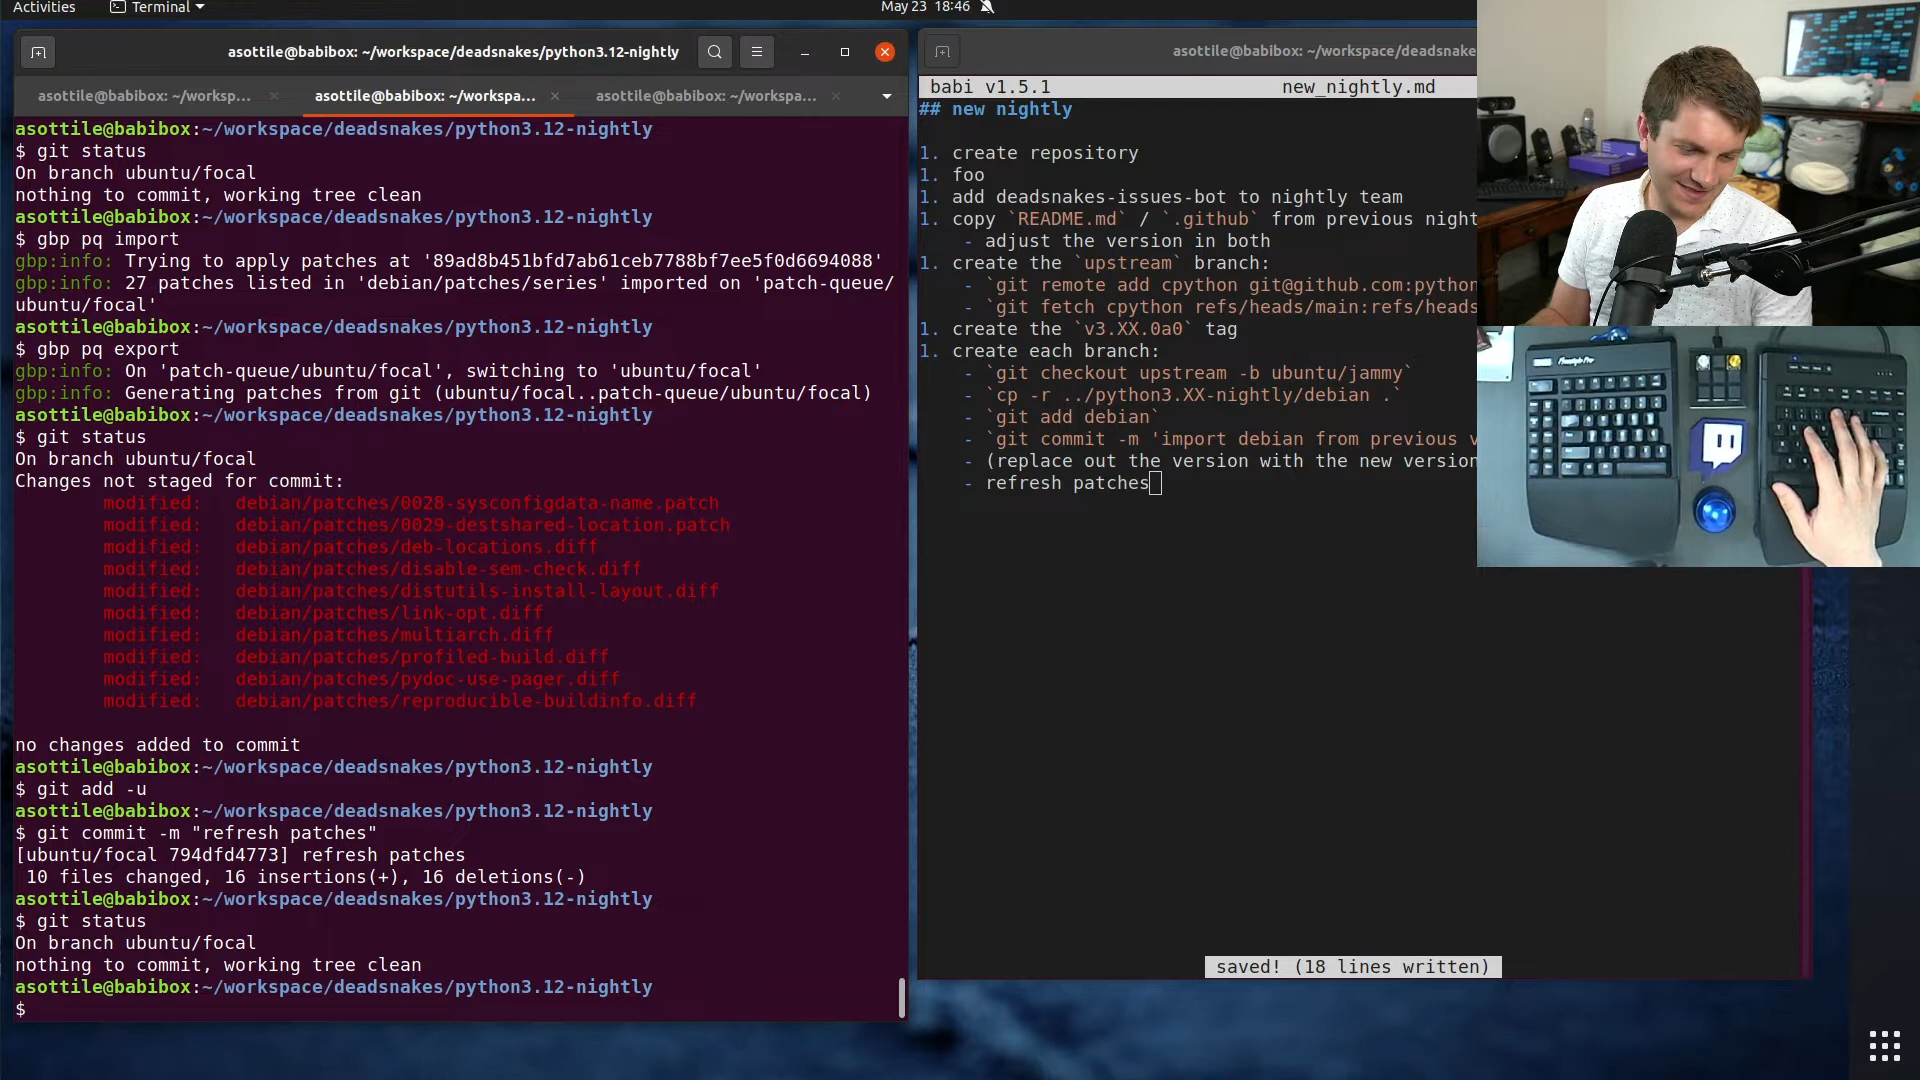 Activities
Terminal
May 23 18:46
asottile@babibox: ~/workspace/deadsnakes/python3.12-nightly
asottile@babibox: ~/worksp...
asottile@babibox: ~/workspa...
asottile@babibox: ~/workspa...
asottile@babibox:~/workspace/deadsnakes/python3.12-nightly
$ git status
On branch ubuntu/focal
nothing to commit, working tree clean
asottile@babibox:~/workspace/deadsnakes/python3.12-nightly
$ gbp pq import
gbp:info: Trying to apply patches at '89ad8b451bfd7ab61ceb7788bf7ee5f0d6694088'
gbp:info: 27 patches listed in 'debian/patches/series' imported on 'patch-queue/
ubuntu/focal'
asottile@babibox:~/workspace/deadsnakes/python3.12-nightly
$ gbp pq export
gbp:info: On 'patch-queue/ubuntu/focal', switching to 'ubuntu/focal'
gbp:info: Generating patches from git (ubuntu/focal..patch-queue/ubuntu/focal)
asottile@babibox:~/workspace/deadsnakes/python3.12-nightly
$ git status
On branch ubuntu/focal
Changes not staged for commit:
modified:   debian/patches/0028-sysconfigdata-name.patch
modified:   debian/patches/0029-destshared-location.patch
modified:   debian/patches/deb-locations.diff
modified:   debian/patches/disable-sem-check.diff
modified:   debian/patches/distutils-install-layout.diff
modified:   debian/patches/link-opt.diff
modified:   debian/patches/multiarch.diff
modified:   debian/patches/profiled-build.diff
modified:   debian/patches/pydoc-use-pager.diff
modified:   debian/patches/reproducible-buildinfo.diff
no changes added to commit
asottile@babibox:~/workspace/deadsnakes/python3.12-nightly
$ git add -u
asottile@babibox:~/workspace/deadsnakes/python3.12-nightly
$ git commit -m "refresh patches"
[ubuntu/focal 794dfd4773] refresh patches
10 files changed, 16 insertions(+), 16 deletions(-)
asottile@babibox:~/workspace/deadsnakes/python3.12-nightly
$ git status
On branch ubuntu/focal
nothing to commit, working tree clean
asottile@babibox:~/workspace/deadsnakes/python3.12-nightly
$
asottile@babibox: ~/workspace/deadsnake
babi v1.5.1 new_nightly.md
## new nightly
1. create repository
1. foo
1. add deadsnakes-issues-bot to nightly team
1. copy `README.md` / `.github` from previous night
- adjust the version in both
1. create the `upstream` branch:
- `git remote add cpython git@github.com:python
- `git fetch cpython refs/heads/main:refs/heads
1. create the `v3.XX.0a0` tag
1. create each branch:
- `git checkout upstream -b ubuntu/jammy`
- `cp -r ../python3.XX-nightly/debian .`
- `git add debian`
- `git commit -m 'import debian from previous v
- (replace out the version with the new version
- refresh patches
saved! (18 lines written)